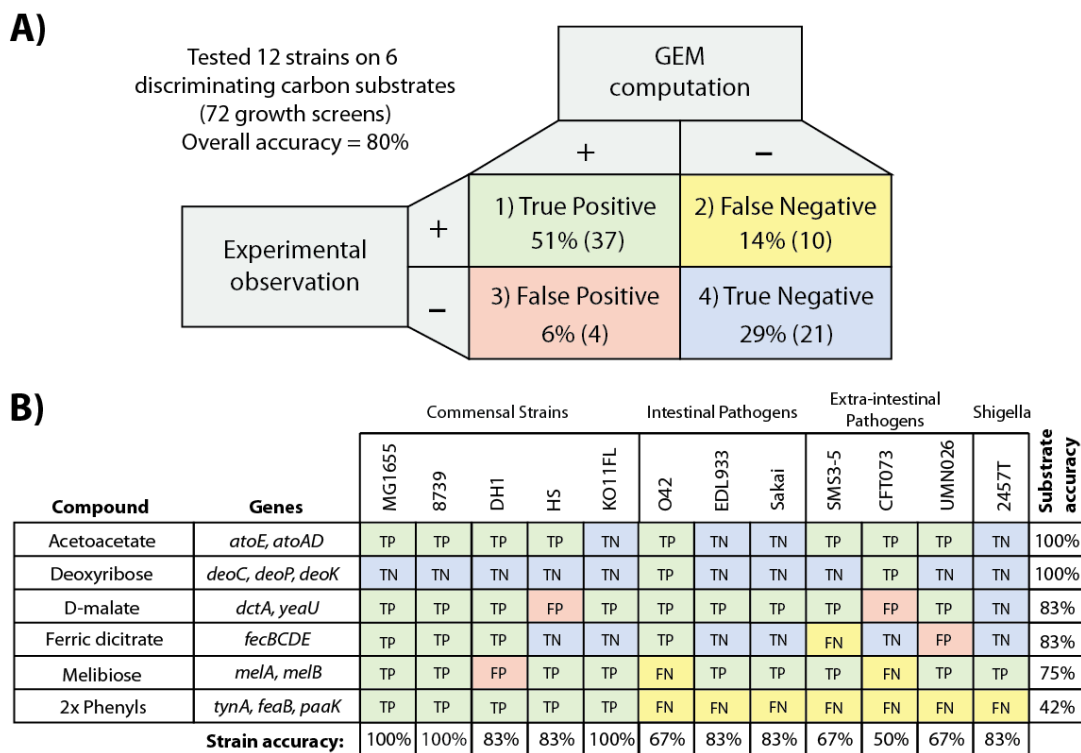 A)
Tested 12 strains on 6
discriminating carbon substrates
(72 growth screens)
Overall accuracy = 80%
GEM
computation
+ −
Experimental
observation
+
−
1) True Positive
51% (37)
2) False Negative
14% (10)
3) False Positive
6% (4)
4) True Negative
29% (21)
B)
Commensal Strains
Intestinal Pathogens
Extra-intestinal
Pathogens
Shigella
Compound Genes MG1655 8739 DH1 HS KO11FL O42 EDL933 Sakai SMS3-5 CFT073 UMN026 2457T Substrate
accuracy
Acetoacetate atoE, atoAD TP TP TP TP TN TP TN TN TP TP TP TN 100%
Deoxyribose deoC, deoP, deoK TN TN TN TN TN TP TN TN TN TP TN TN 100%
D-malate dctA, yeaU TP TP TP FP TP TP TP TP TP FP TP TN 83%
Ferric dicitrate fecBCDE TP TP TP TN TN TP TN TN FN TN FP TN 83%
Melibiose melA, melB TP TP FP TP TP FN TP TP TP FN TP TP 75%
2x Phenyls tynA, feaB, paaK TP TP TP TP TP FN FN FN FN FN FN FN 42%
Strain accuracy: 100% 100% 83% 83% 100% 67% 83% 83% 67% 50% 67% 83%